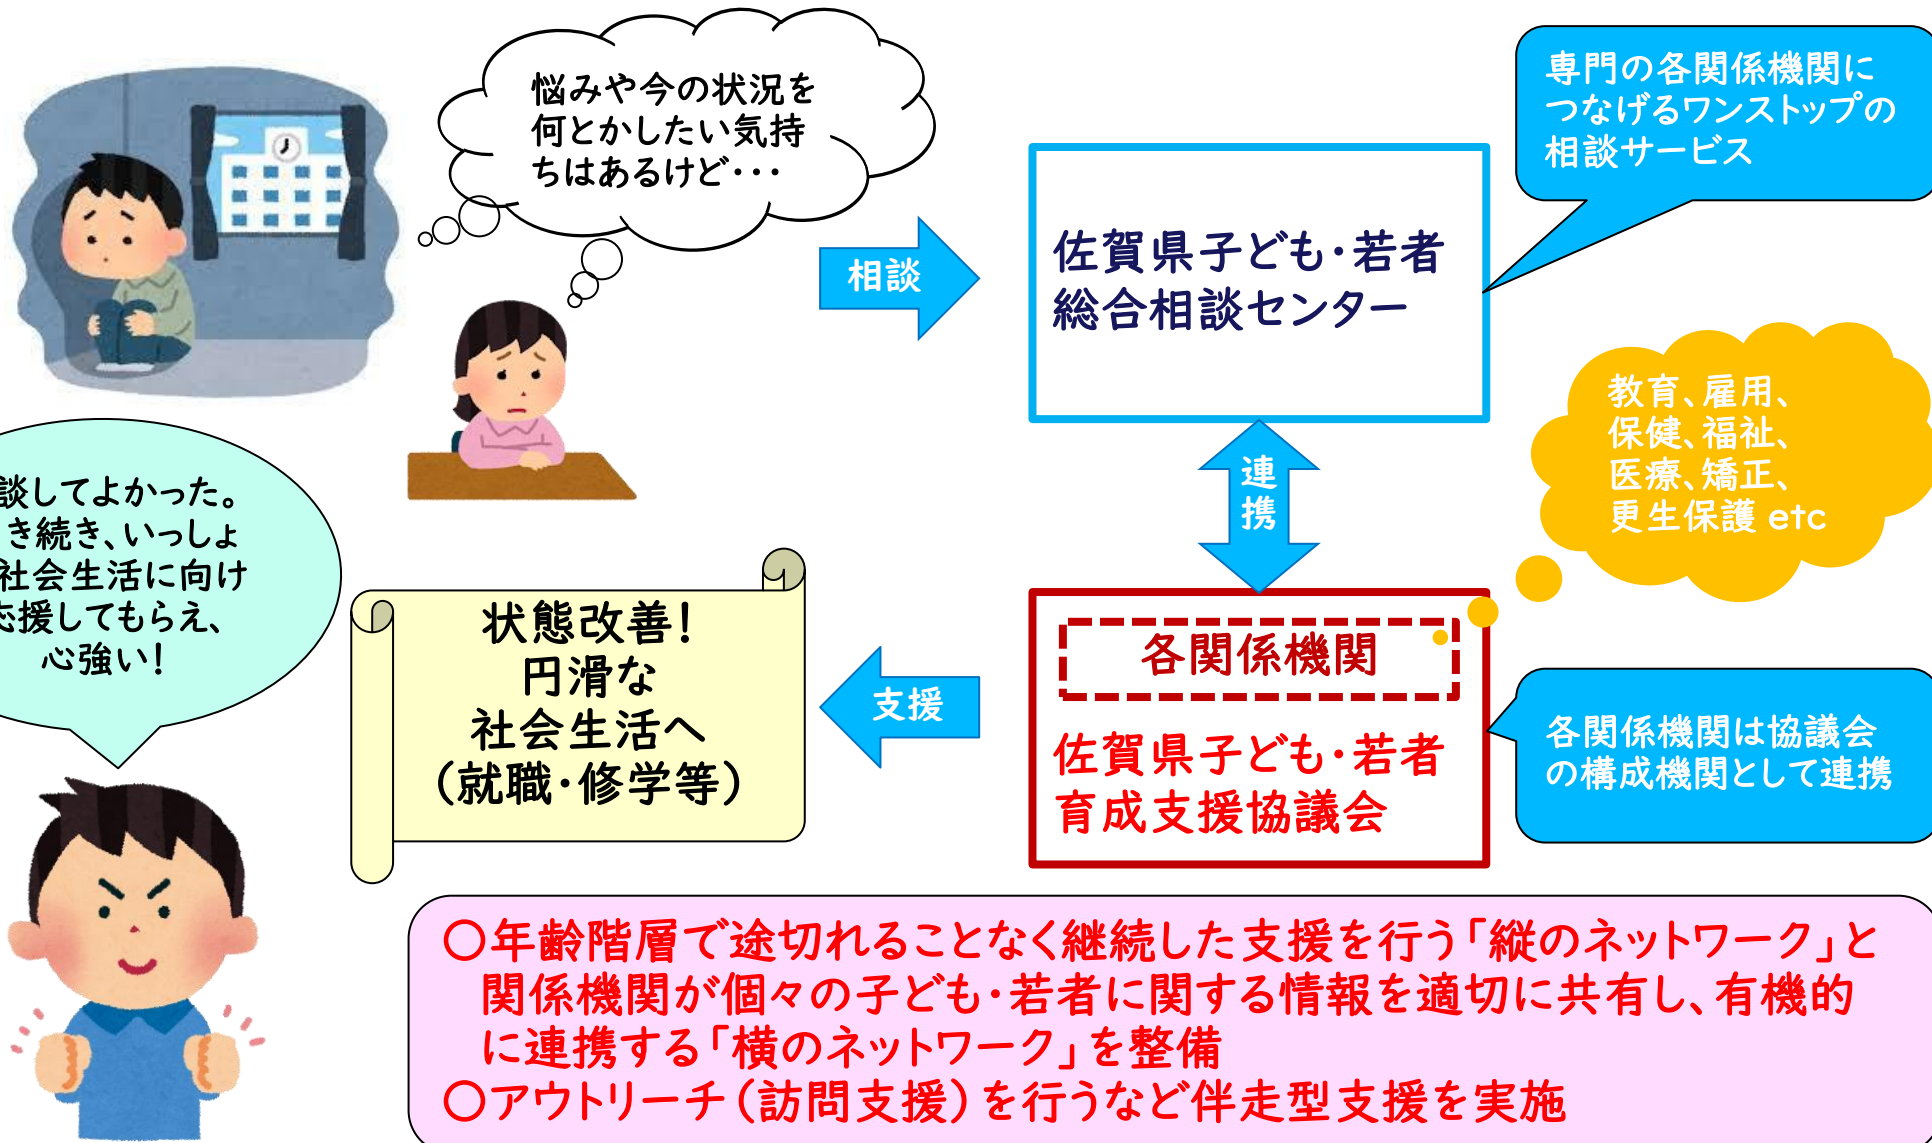 悩みや今の状況を
何とかしたい気持
ちはあるけど・・・
専門の各関係機関に
つなげるワンストップの
相談サービス
相談
佐賀県子ども・若者
総合相談センター
教育、雇用、
保健、福祉、
医療、矯正、
更生保護 etc
連
携
談してよかった。
き続き、いっしょ
社会生活に向け
応援してもらえ、
心強い!
状態改善!
円滑な
社会生活へ
(就職・修学等)
支援
各関係機関
佐賀県子ども・若者
育成支援協議会
各関係機関は協議会
の構成機関として連携
○年齢階層で途切れることなく継続した支援を行う「縦のネットワーク」と
関係機関が個々の子ども・若者に関する情報を適切に共有し、有機的
に連携する「横のネットワーク」を整備
○アウトリーチ(訪問支援)を行うなど伴走型支援を実施